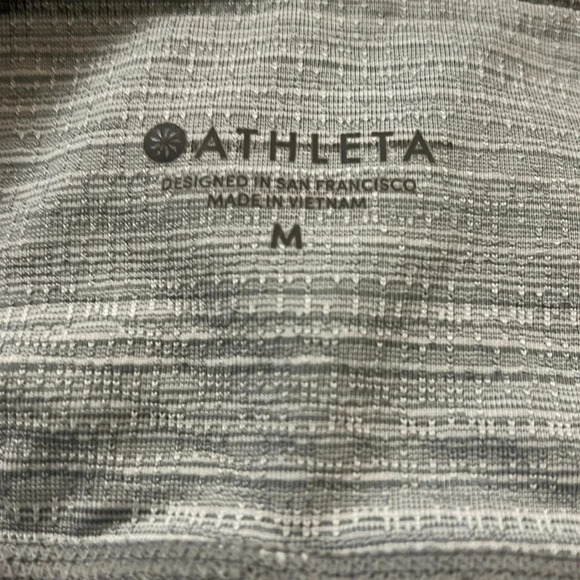 ATHLETA
DESIGNED IN SAN FRANCISCO
MADE IN VIETNAM
M